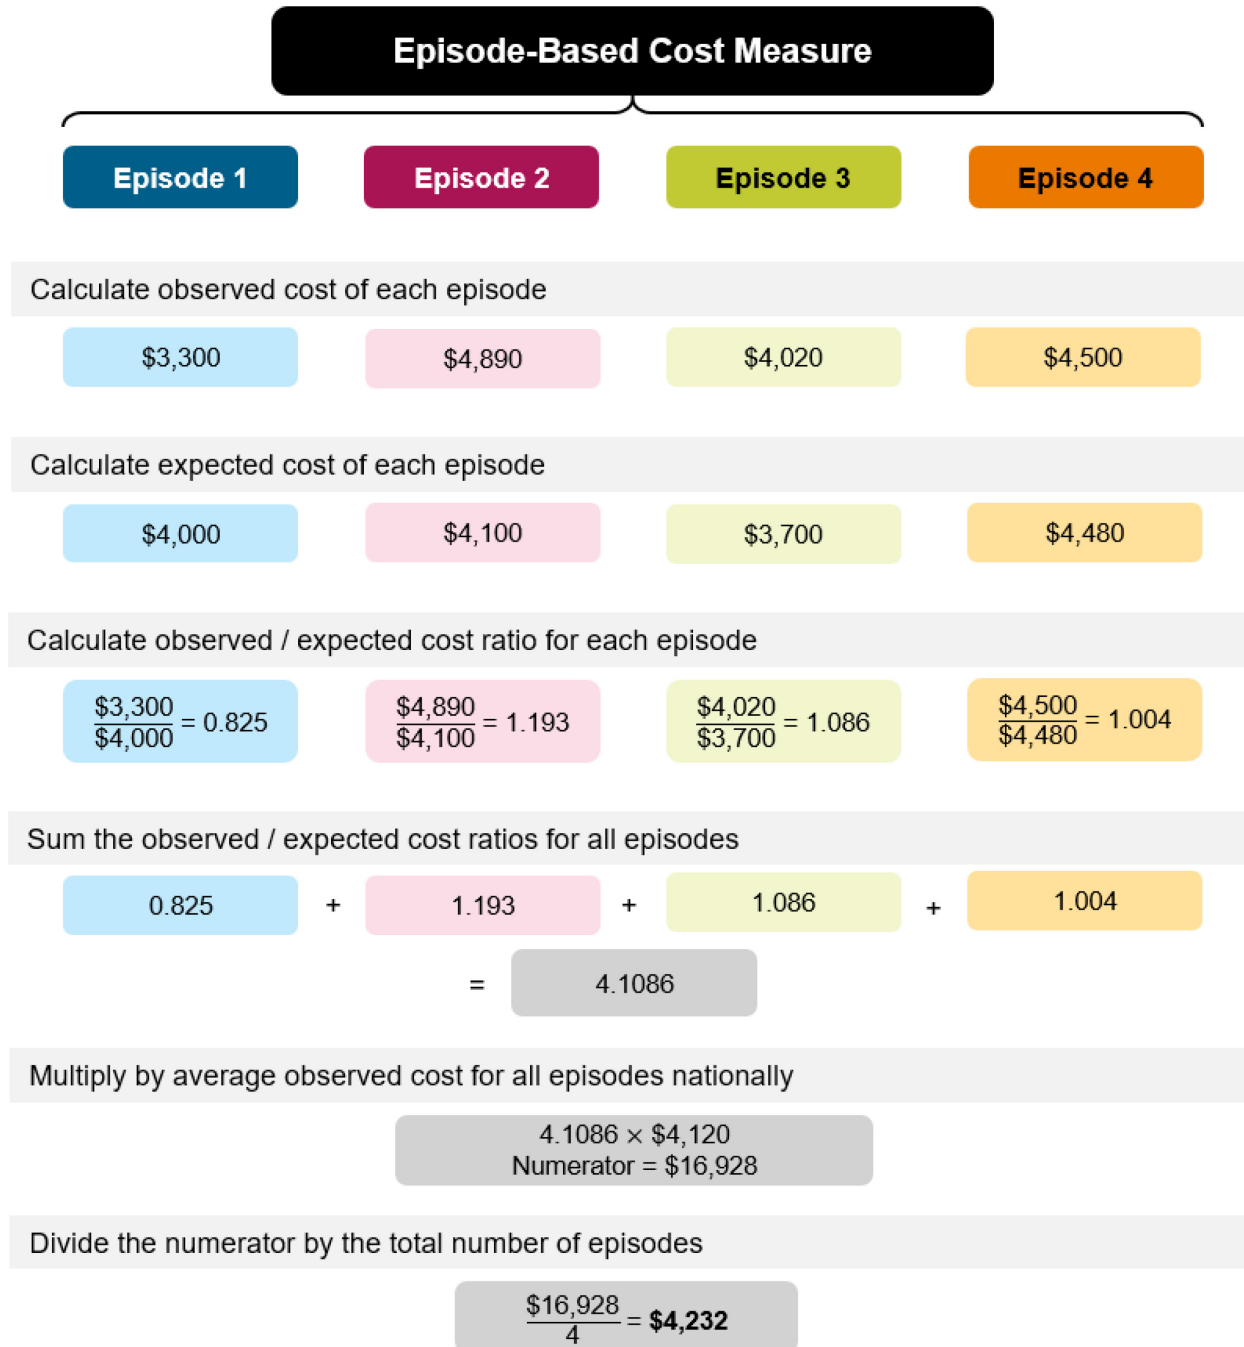 Episode-Based Cost Measure
Episode 1 Episode 2 Episode 3 Episode 4
Calculate observed cost of each episode
$3,300 $4,890 $4,020 $4,500
Calculate expected cost of each episode
$4,000 $4,100 $3,700 $4,480
Calculate observed / expected cost ratio for each episode
$3,300 $4,890 $4,020 $4,500
= 0.825 = 1.193 = 1.086 = 1.004
$4,000 $4,100 $3,700 $4,480
Sum the observed / expected cost ratios for all episodes
0.825 + 1.193 + 1.086 + 1.004
= 4.1086
Multiply by average observed cost for all episodes nationally
4.1086 × $4,120
Numerator = $16,928
Divide the numerator by the total number of episodes
$16,928
= $4,232
4